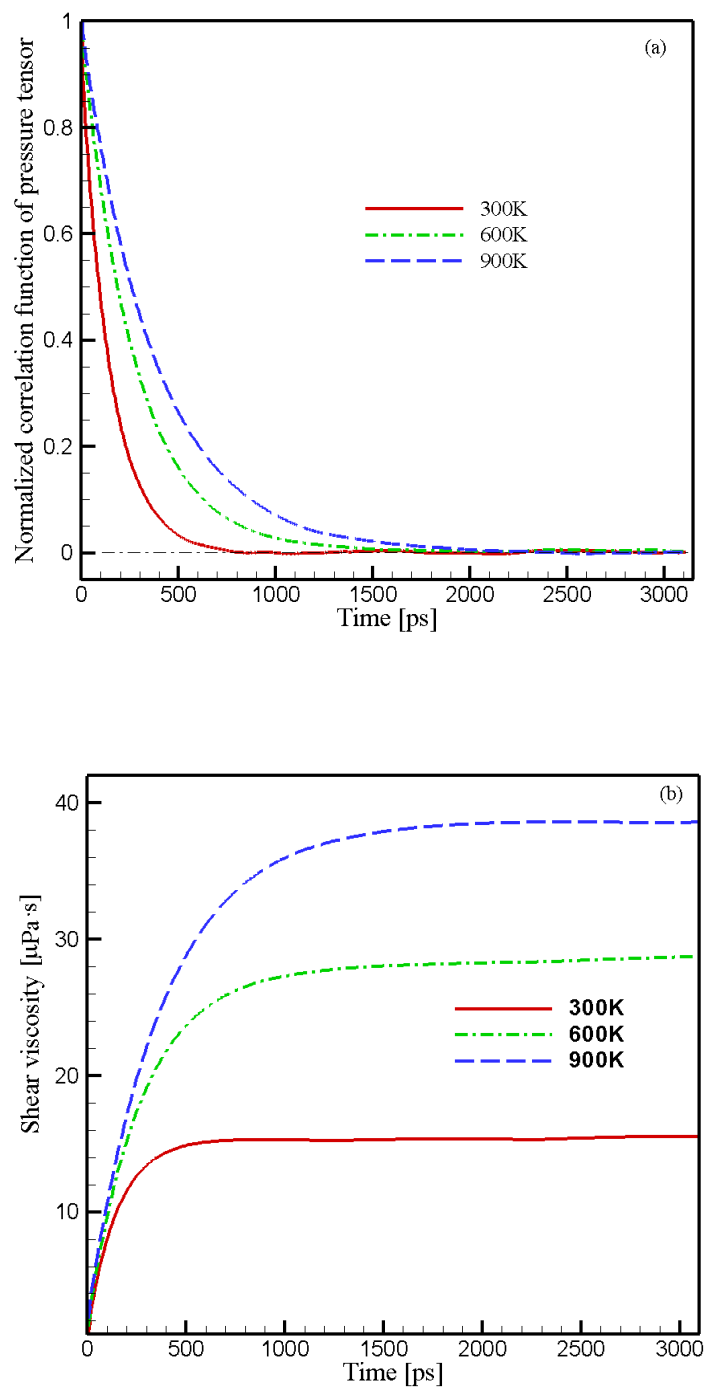 1
(a)
0.8
0.6
0.4
0.2
0
Normalized correlation function of pressure tensor
300K
600K
900K
0 500 1000 1500 2000 2500 3000
Time [ps]
(b)
40
30
20
10
Shear viscosity [μPa·s]
300K
600K
900K
0 500 1000 1500 2000 2500 3000
Time [ps]